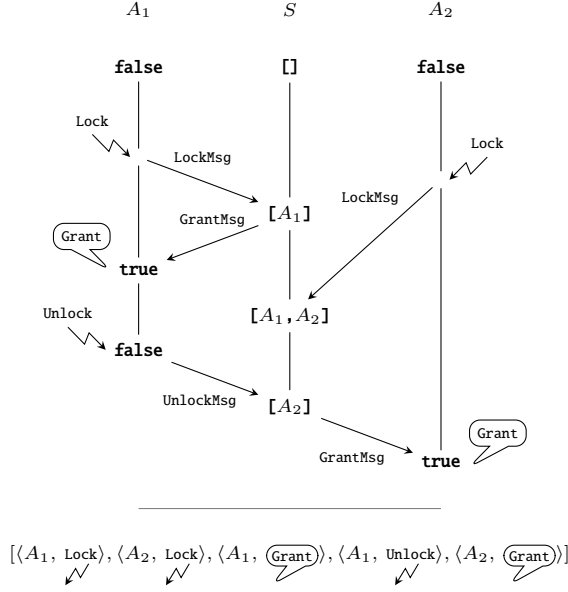 A1 S A2
false [] false
Lock
Lock
LockMsg
LockMsg
[A1]
GrantMsg
Grant
true
Unlock
[A1,A2]
false
UnlockMsg
[A2]
Grant
GrantMsg
true
[⟨A1, Lock⟩, ⟨A2, Lock⟩, ⟨A1, Grant⟩, ⟨A1, Unlock⟩, ⟨A2, Grant⟩]